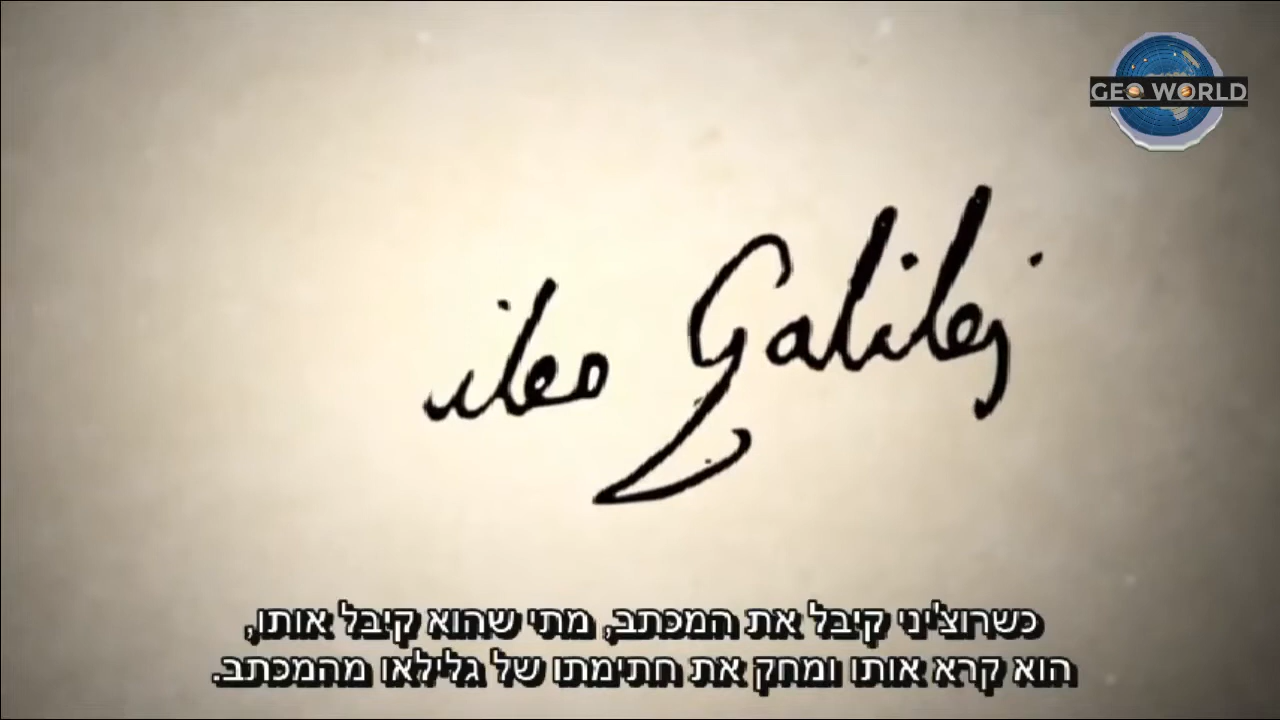 GEO WORLD
ileo Galilej
כשרוצ'יני קיבל את המכתב, מתי שהוא קיבל אותו,
הוא קרא אותו ומחק את חתימתו של גלילאו מהמכתב.